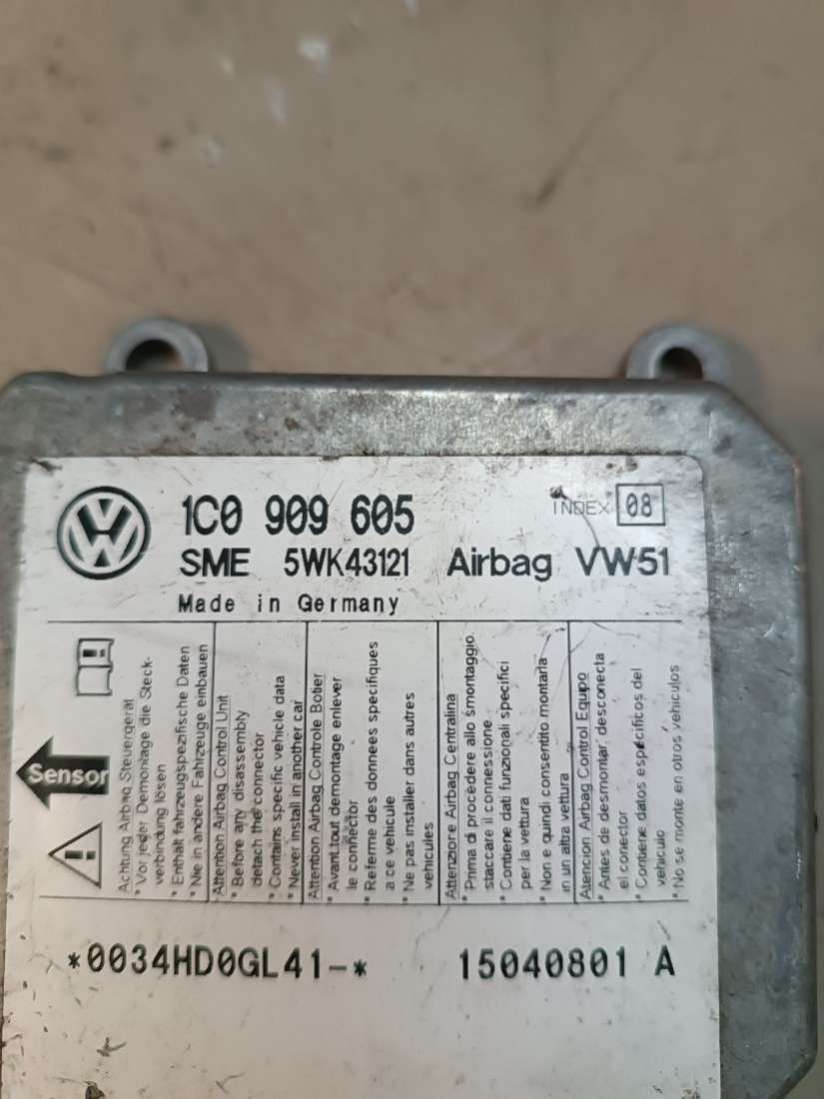 1C0 909 605
INDEX 08
SME 5WK43121 Airbag VW51
Made in Germany
Sensor
Achtung Airbag Steuergerät
* Vor jeder Demontage die Steck-
verbindung lösen
* Enthält fahrzeugspezifische Daten
* Nie in andere Fahrzeuge einbauen
Attention Airbag Control Unit
* Before any disassembly
detach the connector
* Contains specific vehicle data
* Never install in another car
Attention Airbag Controle Boitier
* Avant tout demontage enlever
le connector
* Referme des donnees specifiques
a ce vehicule
* Ne pas installer dans autres
vehicules
Attenzione Airbag Centralina
* Prima di procedere allo smontaggio
staccare il connessione
* Contiene dati funzionali specifici
per la vettura
* Non e quindi consentito montarla
in un altra vettura
Atencion Airbag Control Equipo
* Antes de desmontar desconecta
el conector
* Contiene datos especificos del
vehiculo
* No se monte en otros vehiculos
*0034HD0GL41-* 15040801 A